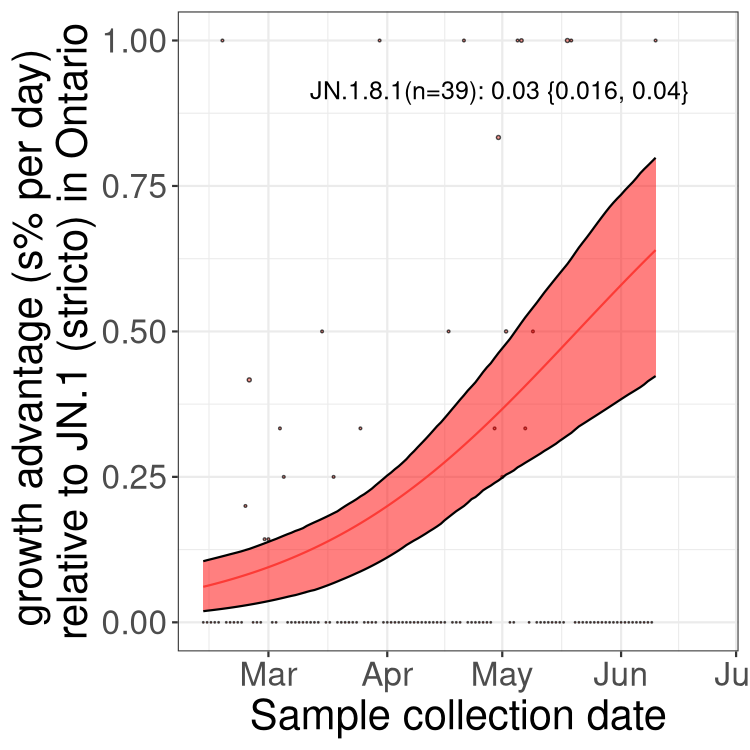 growth advantage (s% per day)
relative to JN.1 (stricto) in Ontario
1.00
0.75
0.50
0.25
0.00
JN.1.8.1(n=39): 0.03 {0.016, 0.04}
Mar Apr May Jun Ju
Sample collection date